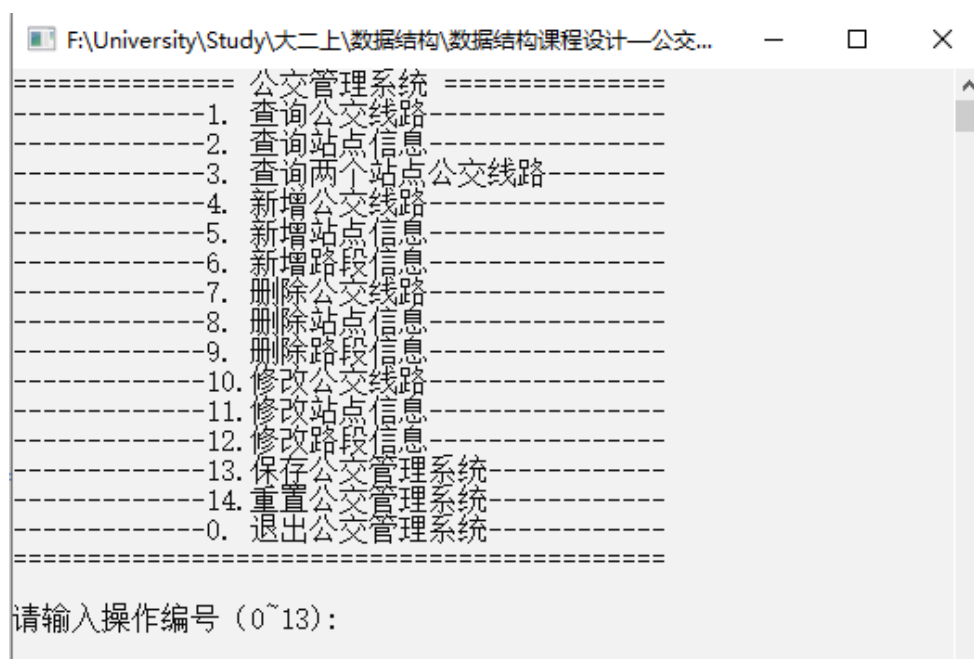 F:\University\Study\大二上\数据结构\数据结构课程设计—公交...
=============== 公交管理系统 ===============
-------------1. 查询公交线路----------------
-------------2. 查询站点信息----------------
-------------3. 查询两个站点公交线路--------
-------------4. 新增公交线路----------------
-------------5. 新增站点信息----------------
-------------6. 新增路段信息----------------
-------------7. 删除公交线路----------------
-------------8. 删除站点信息----------------
-------------9. 删除路段信息----------------
-------------10.修改公交线路----------------
-------------11.修改站点信息----------------
-------------12.修改路段信息----------------
-------------13.保存公交管理系统------------
-------------14.重置公交管理系统------------
-------------0. 退出公交管理系统------------
============================================
请输入操作编号（0~13）: